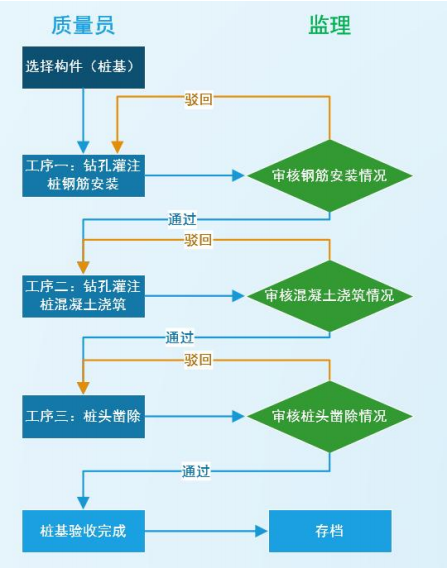 质量员
监理
选择构件（桩基）
驳回
工序一：钻孔灌注
桩钢筋安装
审核钢筋安装情况
通过
驳回
工序二：钻孔灌注
桩混凝土浇筑
审核混凝土浇筑情况
通过
驳回
工序三：桩头凿除
审核桩头凿除情况
通过
桩基验收完成
存档